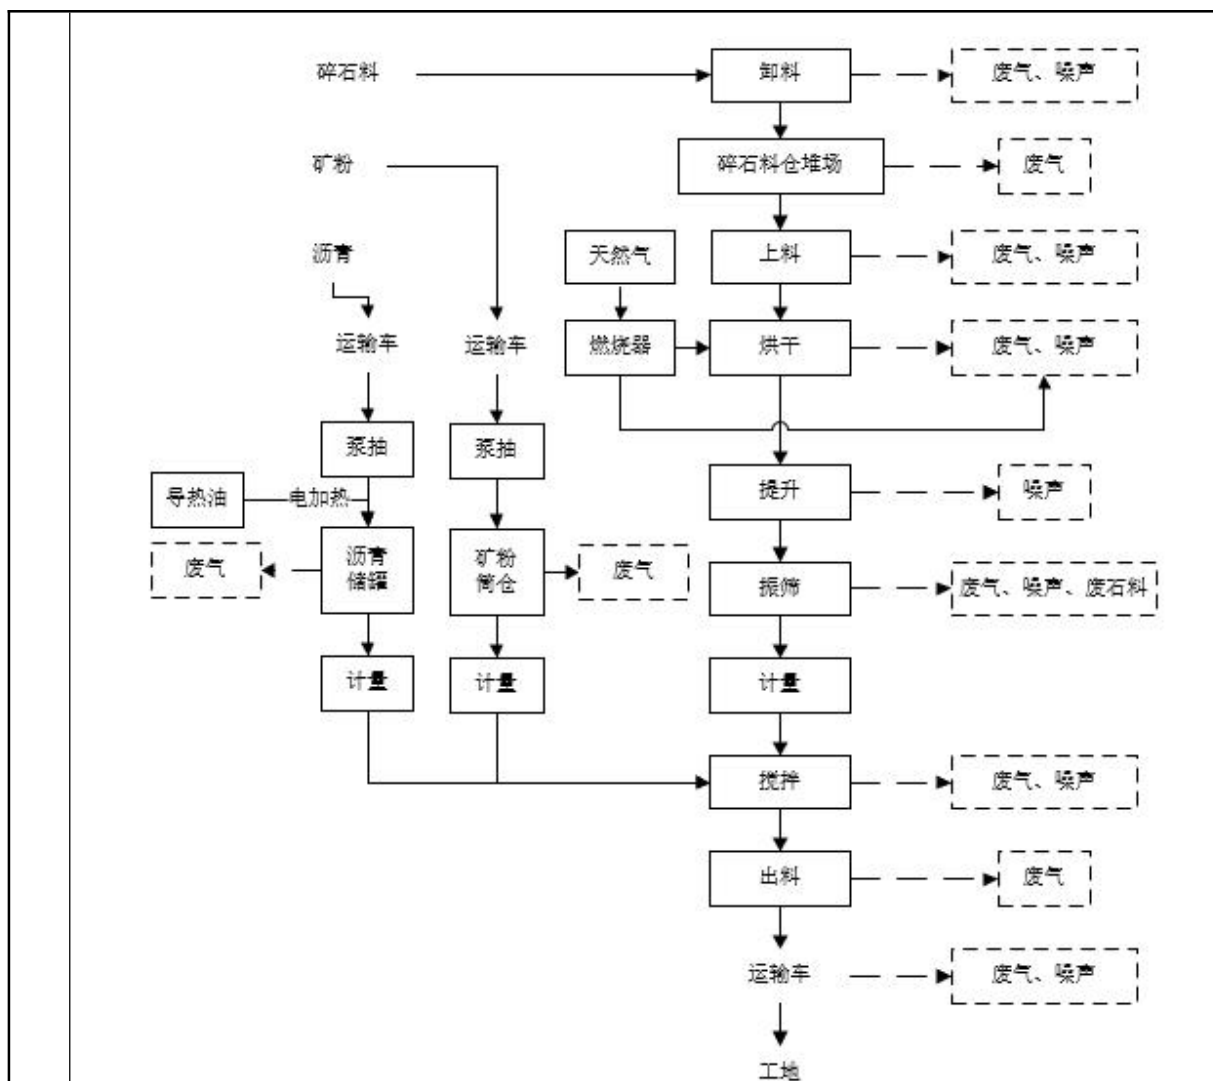 碎石料
卸料
废气、噪声
矿粉
碎石料仓堆场
废气
沥青
天然气
上料
废气、噪声
运输车
运输车
燃烧器
烘干
废气、噪声
泵抽
泵抽
导热油
电加热
提升
噪声
废气
沥青
储罐
矿粉
筒仓
废气
振筛
废气、噪声、废石料
计量
计量
计量
搅拌
废气、噪声
出料
废气
运输车
废气、噪声
工地